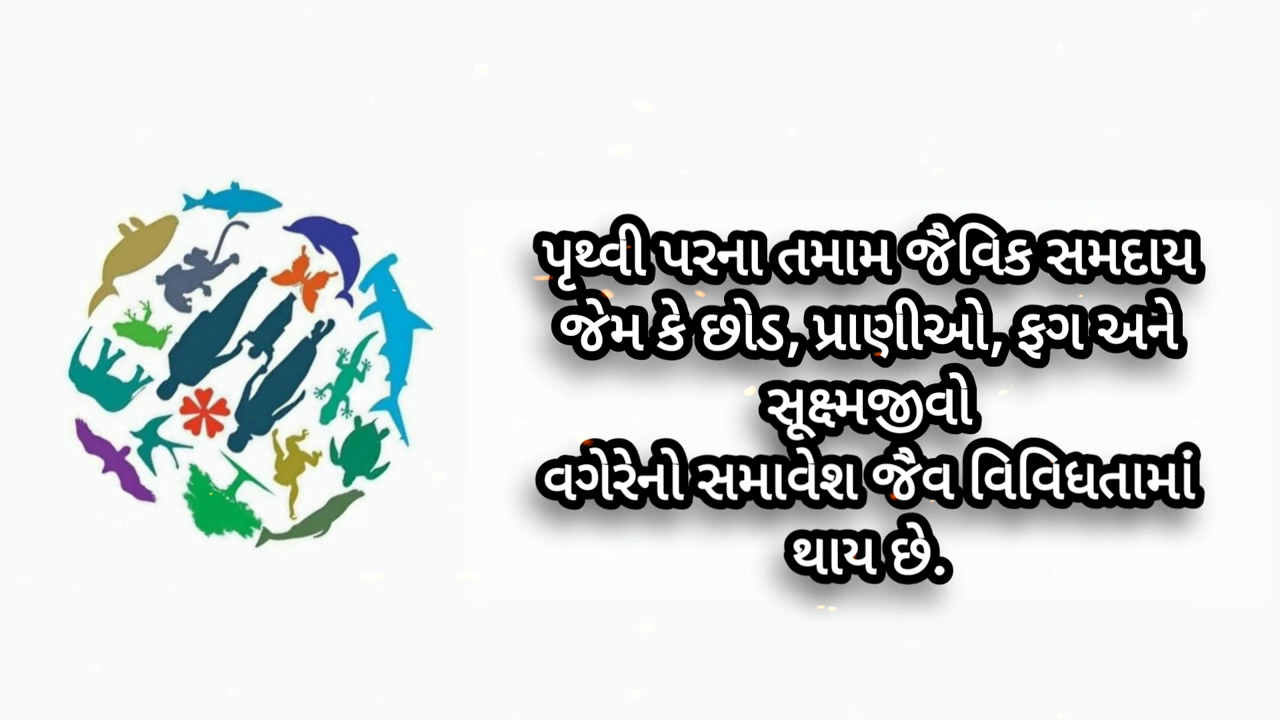 પૃથ્વી પરના તમામ જૈવિક સમદાય
જેમ કે છોડ, પ્રાણીઓ, ફગ અને
સૂક્ષ્મજીવો
વગેરેનો સમાવેશ જૈવ વિવિધતામાં
થાય છે.